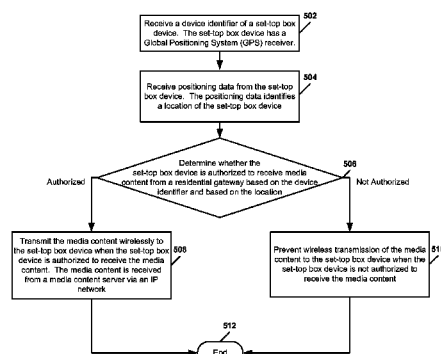 Receive a device identifier of a set-top box
device. The set-top box device has a
Global Positioning System {GPS} receiver.
502
Receive positioning data from the set-top
box device. The positioning data identifies
a location of the set-top box device
504
Determine whether the
set-top box device is authorized to receive media
content from a residential gateway based on the device
identifier and based on the location
506
Authorized
Not Authorized
Transmit the media content wirelessly to
the set-top box device when the set-top box
device is authorized to receive the media
content. The media content is received
from a media content server via an IP
network
508
Prevent wireless transmission of the media
content to the set-top box device when the
set-top box device is not authorized to
receive the media content
51
512
End